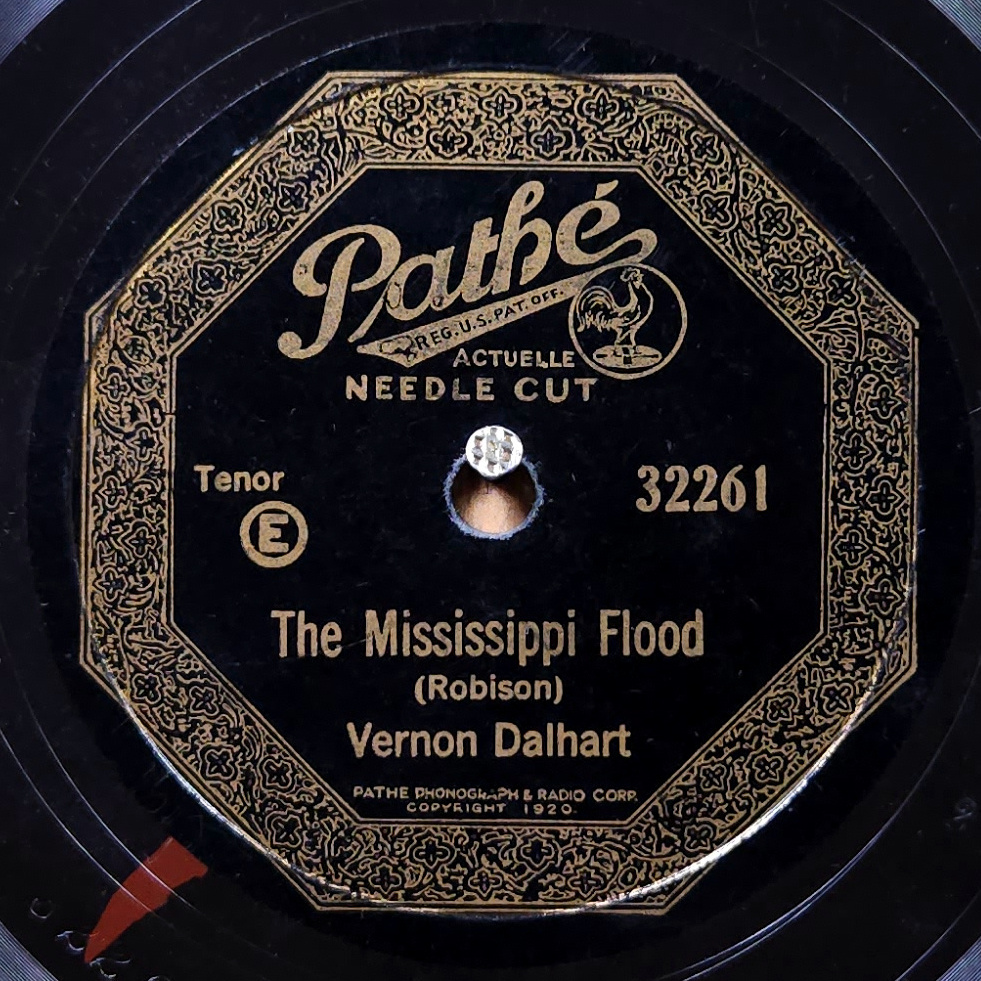 Pathé
REG. U.S. PAT. OFF.
ACTUELLE
NEEDLE CUT
Tenor
E
32261
The Mississippi Flood
(Robison)
Vernon Dalhart
PATHE PHONOGRAPH & RADIO CORP.
COPYRIGHT 1920.